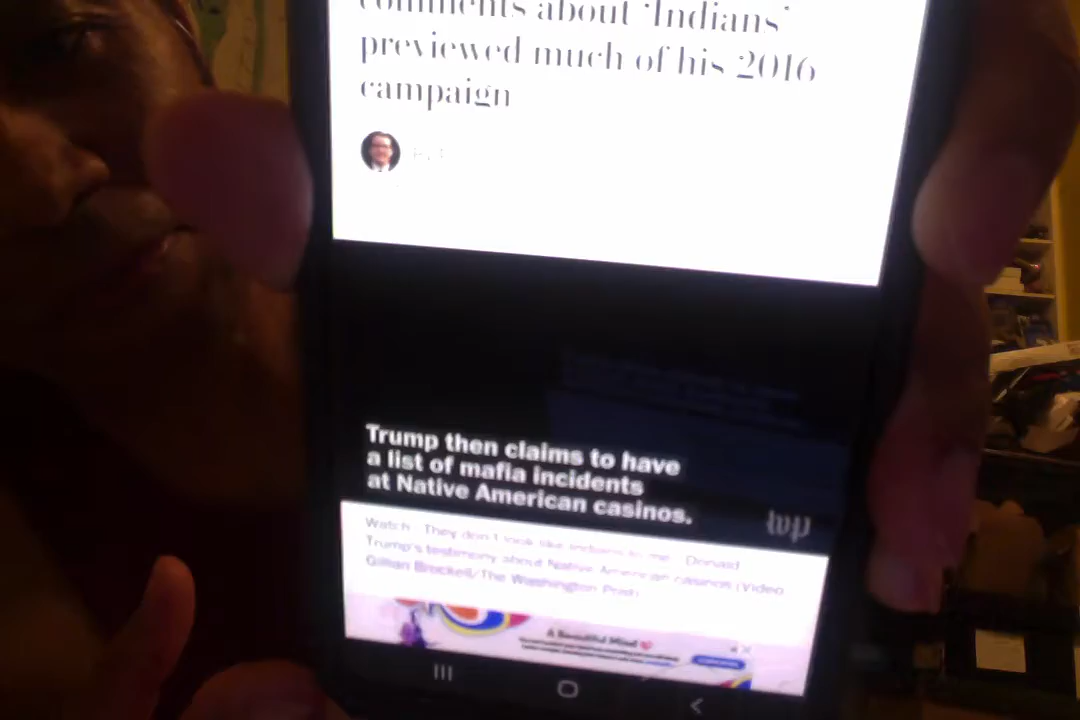 comments about 'Indians'
previewed much of his 2016
campaign
Trump then claims to have
a list of mafia incidents
at Native American casinos.
wp
Watch: 'They don't look like Indians to me': Donald
Trump's testimony about Native American casinos (Video:
Gillian Brockell/The Washington Post)
A Beautiful Mind